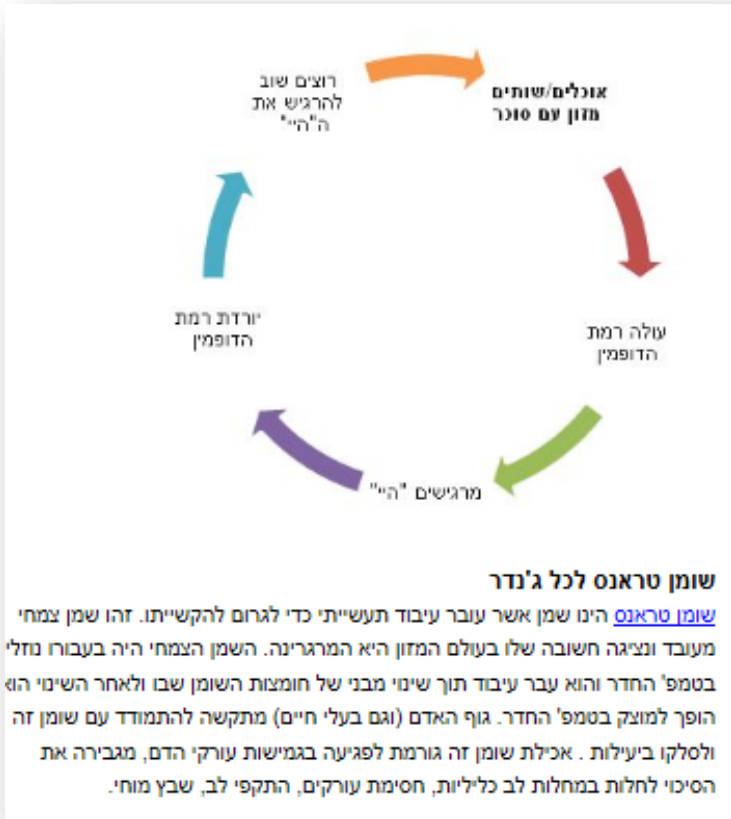 רוצים שוב
להרגיש את
ה"היי"
אוכלים/שותים
מזון עם סוכר
עולה רמת
הדופמין
מרגישים "היי"
יורדת רמת
הדופמין
שומן טראנס לכל ג'נדר
שומן טראנס הינו שמן אשר עובר עיבוד תעשייתי כדי לגרום להקשייתו. זהו שמן צמחי
מעובד ונציגה חשובה שלו בעולם המזון היא המרגרינה. השמן הצמחי היה בעבורו נוזלי
בטמפ' החדר והוא עבר עיבוד תוך שינוי מבני של חומצות השומן שבו ולאחר השינוי הוא
הופך למוצק בטמפ' החדר. גוף האדם (וגם בעלי חיים) מתקשה להתמודד עם שומן זה
ולסלקו ביעילות . אכילת שומן זה גורמת לפגיעה בגמישות עורקי הדם, מגבירה את
הסיכוי לחלות במחלות לב כליליות, חסימת עורקים, התקפי לב, שבץ מוחי.